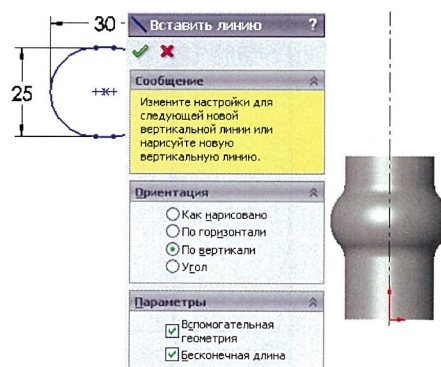 30
25
Вставить линию ?
Сообщение
Измените настройки для
следующей новой
вертикальной линии или
нарисуйте новую
вертикальную линию.
Ориентация
Как нарисовано
По горизонтали
По вертикали
Угол
Параметры
Вспомогательная
геометрия
Бесконечная длина